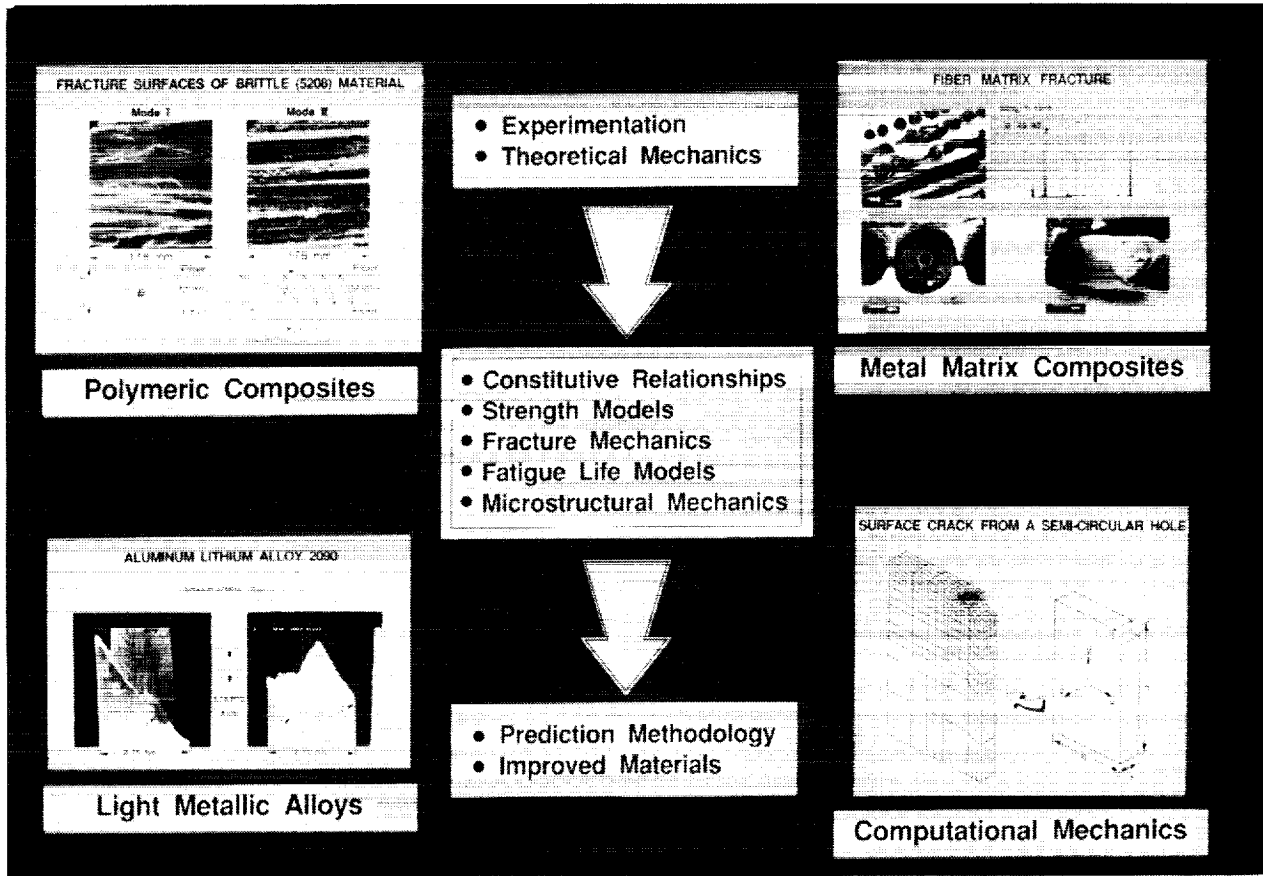 FRACTURE SURFACES OF BRITTLE (5208) MATERIAL
Mode I
Mode II
Polymeric Composites
ALUMINUM LITHIUM ALLOY 2090
Light Metallic Alloys
• Experimentation
• Theoretical Mechanics
• Constitutive Relationships
• Strength Models
• Fracture Mechanics
• Fatigue Life Models
• Microstructural Mechanics
• Prediction Methodology
• Improved Materials
FIBER MATRIX FRACTURE
Metal Matrix Composites
SURFACE CRACK FROM A SEMI-CIRCULAR HOLE
Computational Mechanics